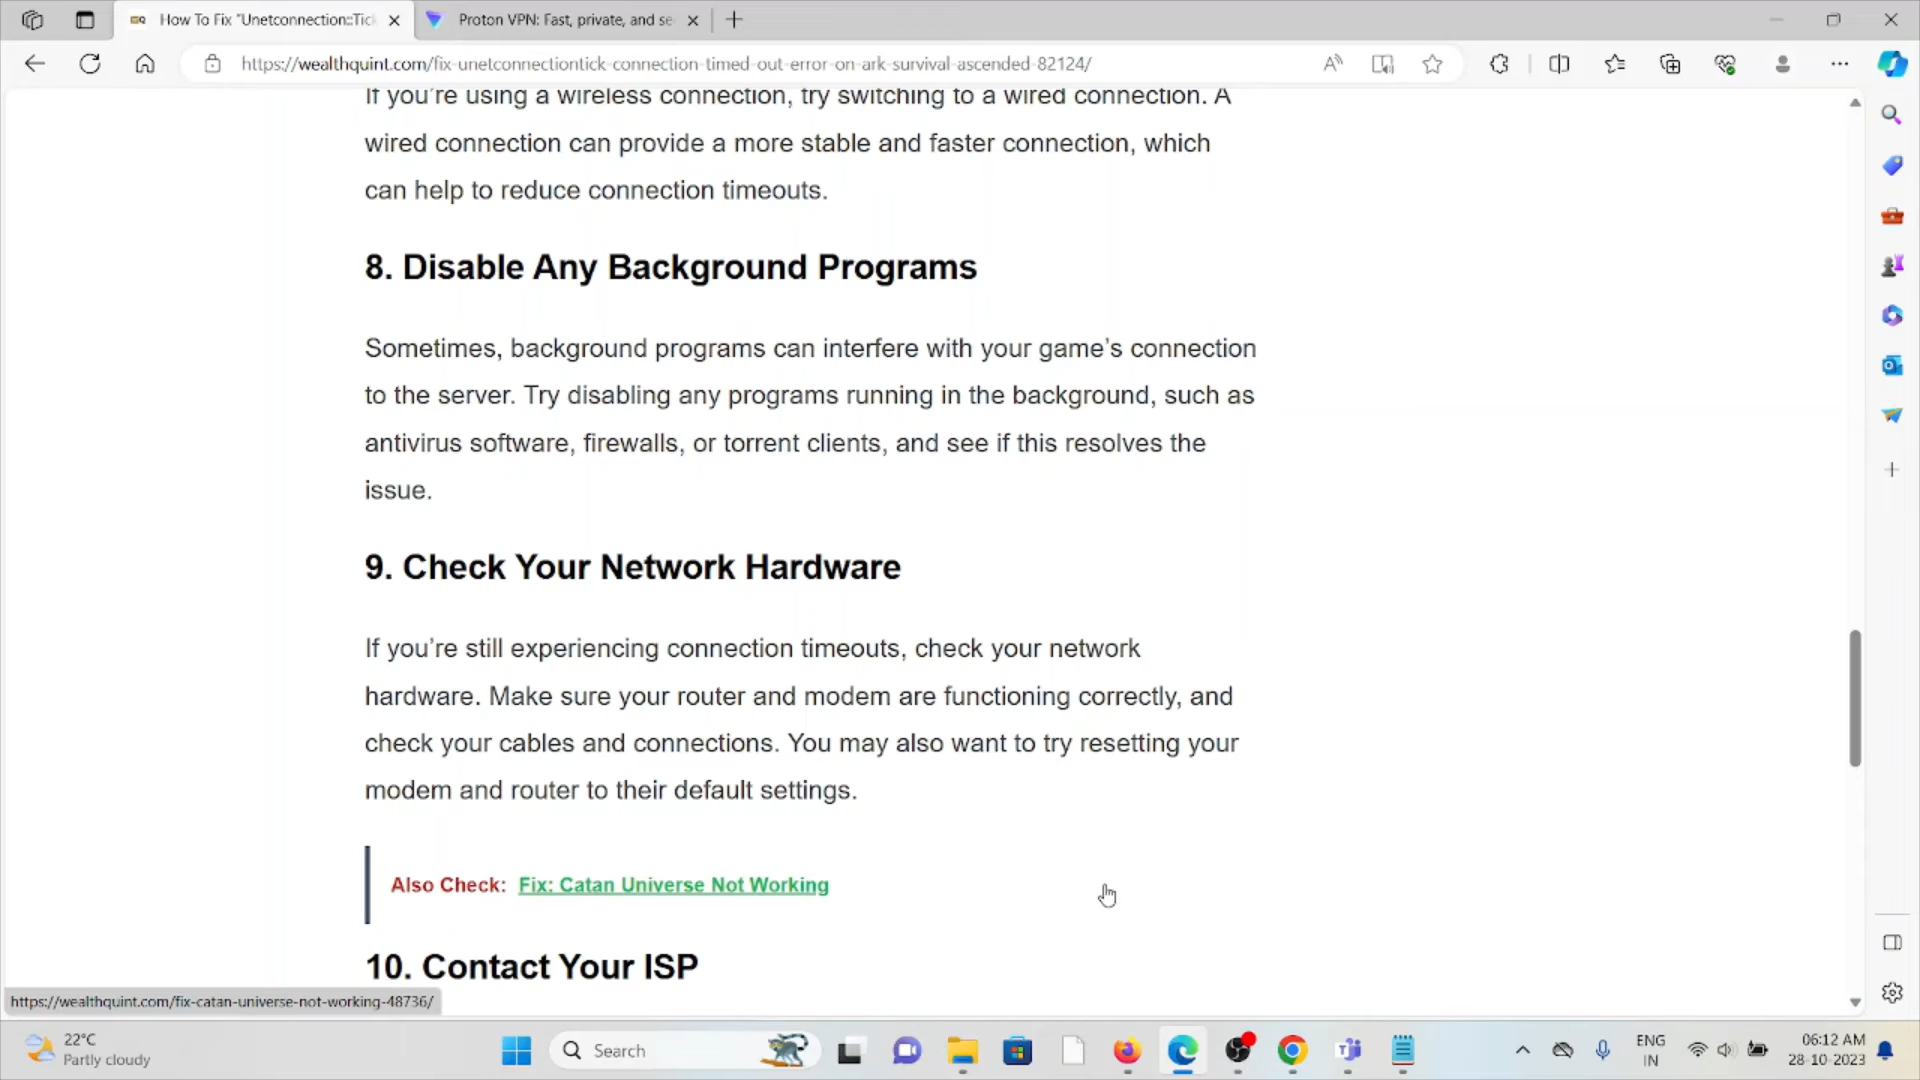 How To Fix "Unetconnection::Tick
Proton VPN: Fast, private, and se
https://wealthquint.com/fix-unetconnectiontick-connection-timed-out-error-on-ark-survival-ascended-82124/
If you're using a wireless connection, try switching to a wired connection. A
wired connection can provide a more stable and faster connection, which
can help to reduce connection timeouts.
8. Disable Any Background Programs
Sometimes, background programs can interfere with your game's connection
to the server. Try disabling any programs running in the background, such as
antivirus software, firewalls, or torrent clients, and see if this resolves the
issue.
9. Check Your Network Hardware
If you're still experiencing connection timeouts, check your network
hardware. Make sure your router and modem are functioning correctly, and
check your cables and connections. You may also want to try resetting your
modem and router to their default settings.
Also Check: Fix: Catan Universe Not Working
10. Contact Your ISP
https://wealthquint.com/fix-catan-universe-not-working-48736/
22°C
Partly cloudy
Search
ENG
IN
06:12 AM
28-10-2023